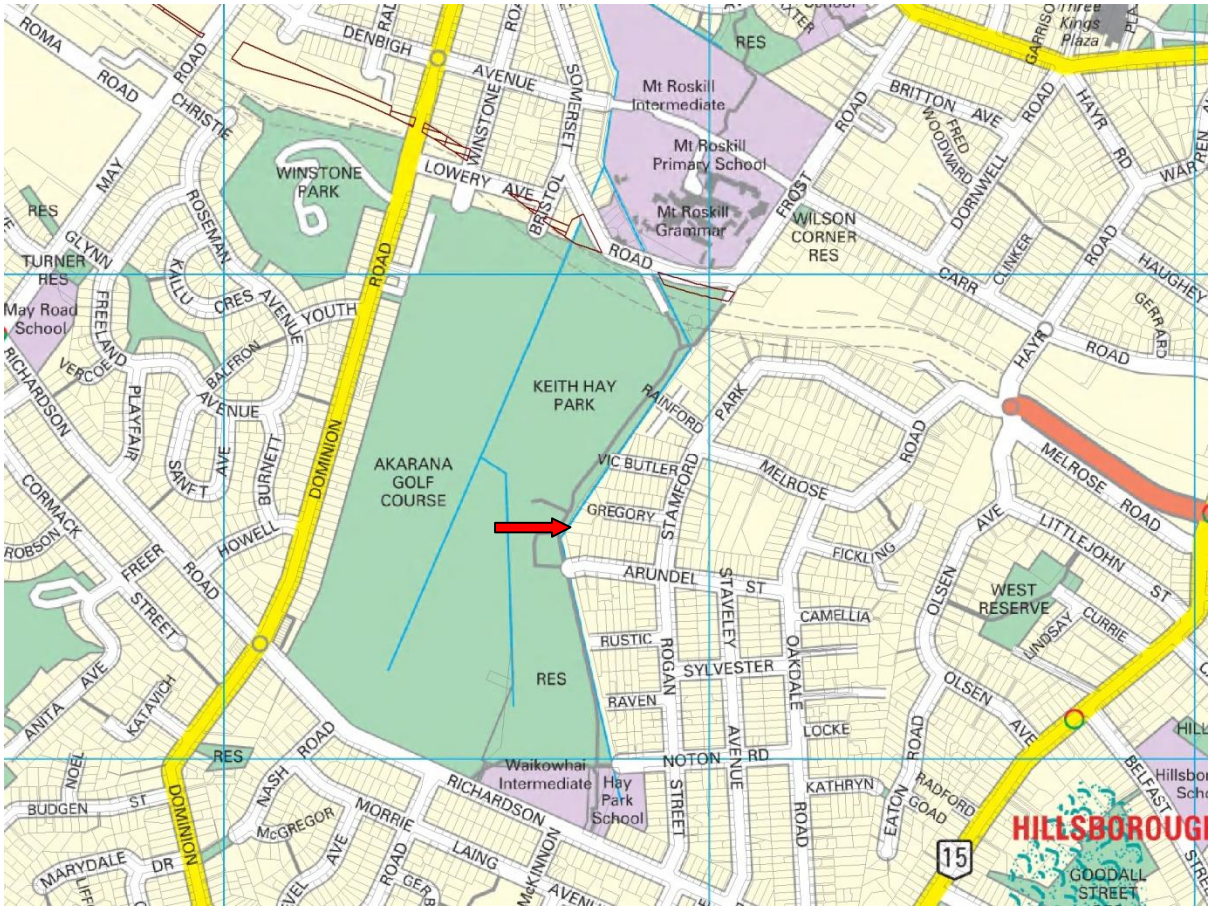 ROMA
ROAD
MAY
ROAD
CHRISTIE
DENBIGH
AVENUE
WINSTONE
ROAD
SOMERSET
RES
Mt Roskill
Intermediate
Mt Roskill
Primary School
Mt Roskill
Grammar
FROST
ROAD
BRITTON
AVE
FRED
WOODWARD
DORNWELL
ROAD
GARRISON
Three
Kings
Plaza
HAYR
RD
WARREN
WINSTONE
PARK
LOWERY AVE
BRISTOL
ROAD
WILSON
CORNER
RES
CARR
ROAD
CLINKER
HAYR
ROAD
HAUGHEY
GERRARD
RES
GLYNN
TURNER
RES
May Road
School
ROSEMAN
AVENUE
KALLU
CRES
YOUTH
FREELAND
AVENUE
VERCOE
BALFRON
PLAYFAIR
SANFT
AVE
BURNETT
HOWELL
DOMINION
ROAD
KEITH HAY
PARK
AKARANA
GOLF
COURSE
RAINFORD
PARK
VIC BUTLER
GREGORY
STAMFORD
MELROSE
ROAD
FICKLING
MELROSE
ROAD
RICHARDSON
ROAD
CORMACK
STREET
ROBSON
FREER
ARUNDEL
ST
STAVELEY
AVENUE
CAMELLIA
OAKDALE
ROAD
RUSTIC
ROGAN
STREET
SYLVESTER
RAVEN
LOCKE
NOTON
RD
KATHRYN
OLSEN
AVE
LITTLEJOHN
ST
WEST
RESERVE
LINDSAY
CURRIE
OLSEN
AVE
EATON
ROAD
RADFORD
GOAD
BELFAST
STREET
RES
ANITA AVE
KATAVICH
RES
NOEL
BUDGEN
ST
DOMINION
NASH
ROAD
McGREGOR
AVE
MARYDALE
DR
MORRIE
LAING
AVENUE
ROAD
McKINNON
RICHARDSON
Waikowhai
Intermediate
Hay
Park
School
15
HILLSBOROUGH
GOODALL
STREET